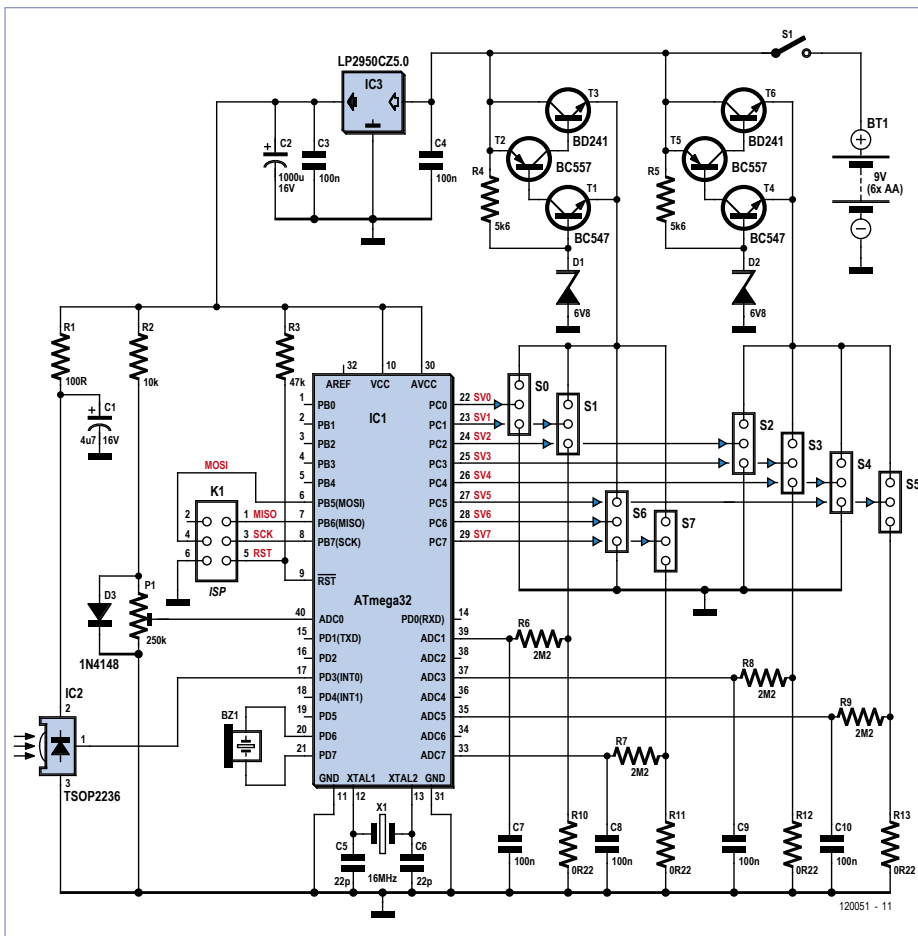 S1
LP2950CZ5.0
IC3
T3
T6
BD241
BD241
BT1
C2
1000u
16V
C3
100n
C4
100n
T2
BC557
T5
BC557
9V
(6x AA)
R4
5k6
T1
BC547
R5
5k6
T4
BC547
D1
6V8
D2
6V8
R1
100R
R2
10k
R3
47k
32 10 30
AREF VCC AVCC
IC1
C1
4u7 16V
1 PB0
2 PB1
3 PB2
4 PB3
5 PB4
6 PB5(MOSI)
7 PB6(MISO)
8 PB7(SCK)
9 RST
PC0 22 SV0
PC1 23 SV1
PC2 24 SV2
PC3 25 SV3
PC4 26 SV4
PC5 27 SV5
PC6 28 SV6
PC7 29 SV7
S0
S1
S2
S3
S4
S5
S6
S7
MOSI
K1
2 1 MISO
4 3 SCK
6 5 RST
ISP
ATmega32
D3
1N4148
P1
250k
40 ADC0
15 PD1(TXD)
16 PD2
17 PD3(INT0)
18 PD4(INT1)
19 PD5
20 PD6
21 PD7
PD0(RXD) 14
ADC1 39
ADC2 38
ADC3 37
ADC4 36
ADC5 35
ADC6 34
ADC7 33
R6
2M2
R8
2M2
R9
2M2
R7
2M2
IC2
2
1
3
TSOP2236
BZ1
GND XTAL1 XTAL2 GND
11 12 13 31
X1
16MHz
C5
22p
C6
22p
C7
100n
R10
0R22
C8
100n
R11
0R22
C9
100n
R12
0R22
C10
100n
R13
0R22
120051 - 11